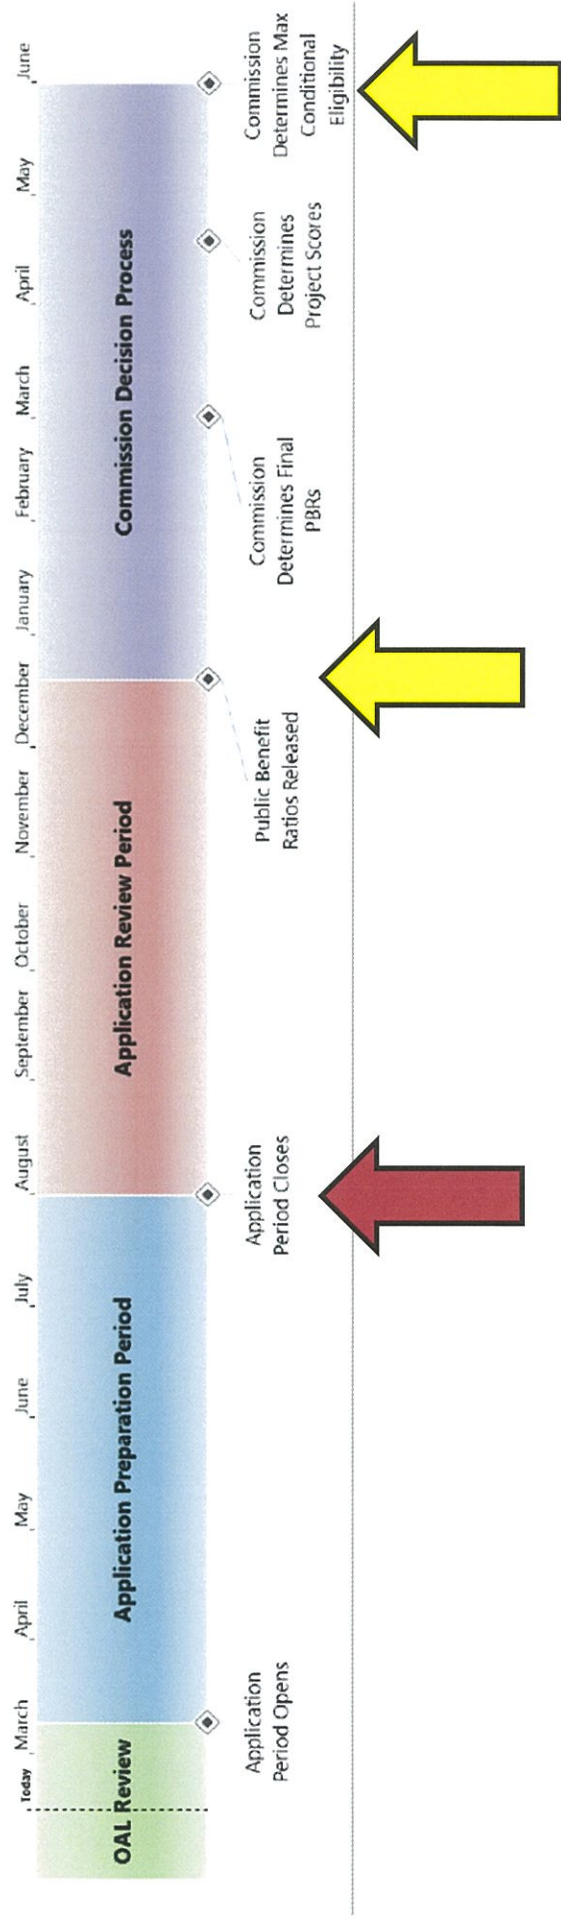 Today
March
April
May
June
July
August
September
October
November
December
January
February
March
April
May
June
OAL Review
Application Preparation Period
Application Review Period
Commission Decision Process
Application
Period Opens
Application
Period Closes
Public Benefit
Ratios Released
Commission
Determines Final
PBRs
Commission
Determines
Project Scores
Commission
Determines Max
Conditional
Eligibility